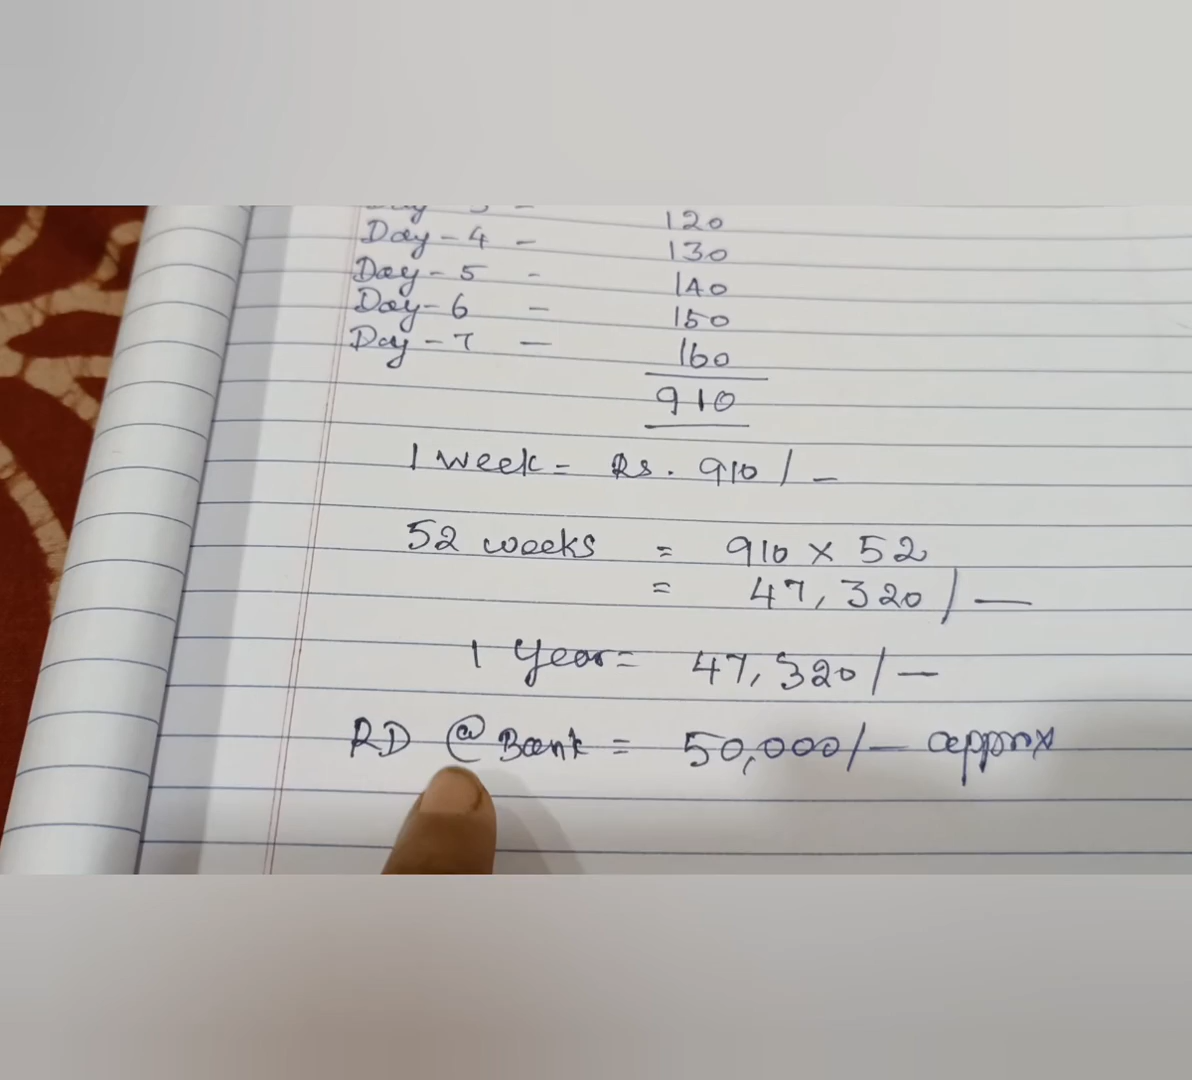 120
Day - 4 - 130
Day - 5 - 140
Day - 6 - 150
Day - 7 - 160
910
1 week = Rs. 910/-
52 weeks = 910 x 52
= 47,320/-
1 Year = 47,320/-
RD @ Bank = 50,000/- approx